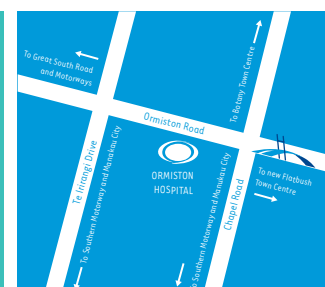 To Great South Road
and Motorways
To Botany Town Centre
Ormiston Road
Te Irirangi Drive
To Southern Motorway and Manakau City
ORMISTON
HOSPITAL
To Southern Motorway and Manukau City
Chapel Road
To new Flatbush
Town Centre